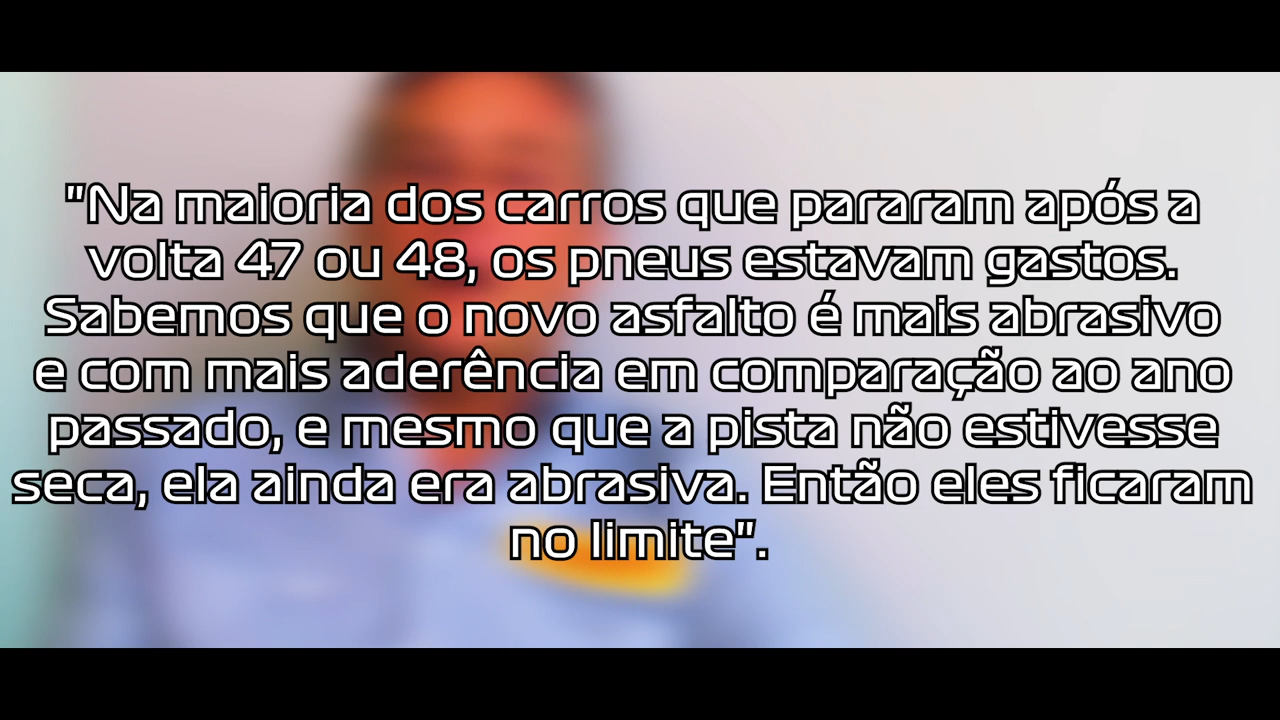 "Na maioria dos carros que pararam após a
volta 47 ou 48, os pneus estavam gastos.
Sabemos que o novo asfalto é mais abrasivo
e com mais aderência em comparação ao ano
passado, e mesmo que a pista não estivesse
seca, ela ainda era abrasiva. Então eles ficaram
no limite".